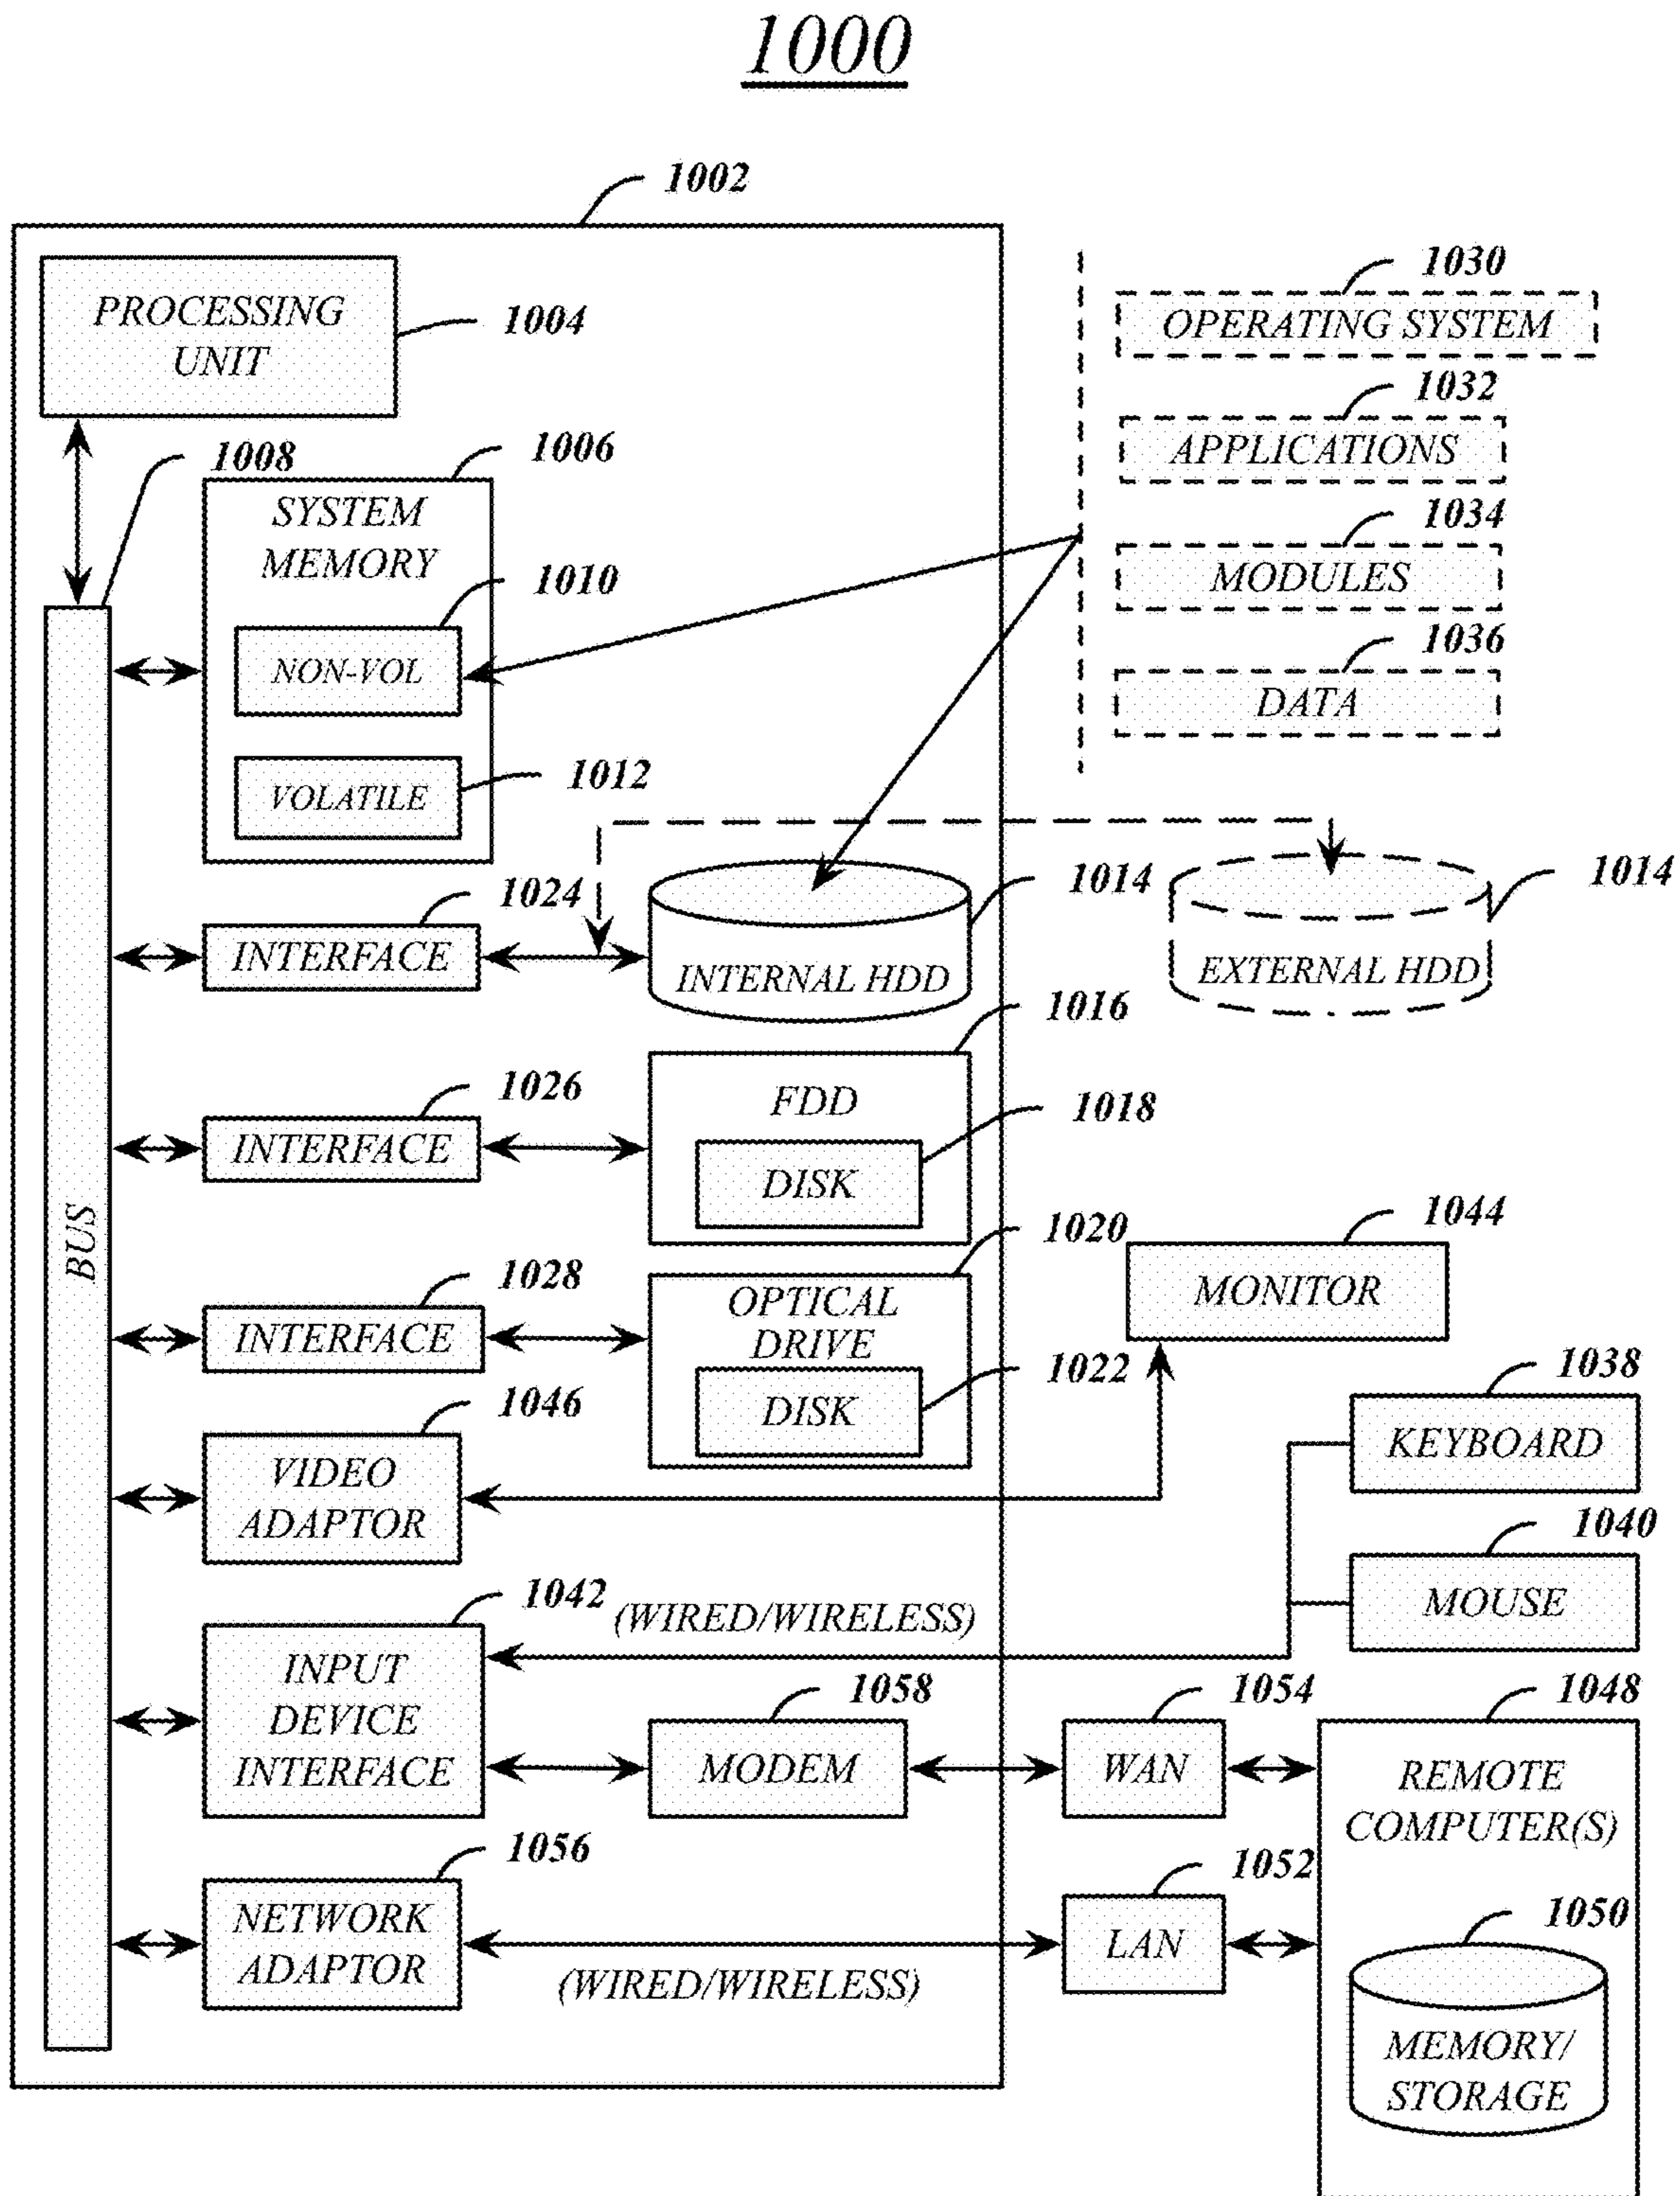 1000
1002
PROCESSING
UNIT
1004
1030
OPERATING SYSTEM
1032
APPLICATIONS
1034
MODULES
1036
DATA
1008
1006
SYSTEM
MEMORY
1010
NON-VOL
1012
VOLATILE
BUS
1024
INTERFACE
1014
INTERNAL HDD
1014
EXTERNAL HDD
1016
FDD
1026
INTERFACE
1018
DISK
1020
OPTICAL
DRIVE
1028
INTERFACE
1022
DISK
1044
MONITOR
1046
VIDEO
ADAPTOR
1038
KEYBOARD
1040
MOUSE
1042
(WIRED/WIRELESS)
INPUT
DEVICE
INTERFACE
1058
MODEM
1054
WAN
1048
REMOTE
COMPUTER(S)
1056
NETWORK
ADAPTOR
(WIRED/WIRELESS)
1052
LAN
1050
MEMORY/
STORAGE